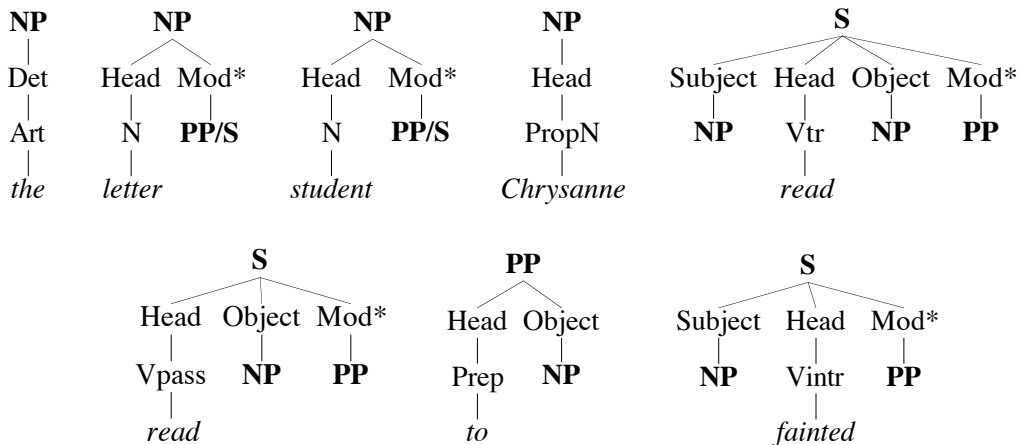 NP NP NP NP S
Det Head Mod* Head Mod* Head Subject Head Object Mod*
Art N PP/S N PP/S PropN NP Vtr NP PP
the letter student Chrysanne read
S PP S
Head Object Mod* Head Object Subject Head Mod*
Vpass NP PP Prep NP NP Vintr PP
read to fainted